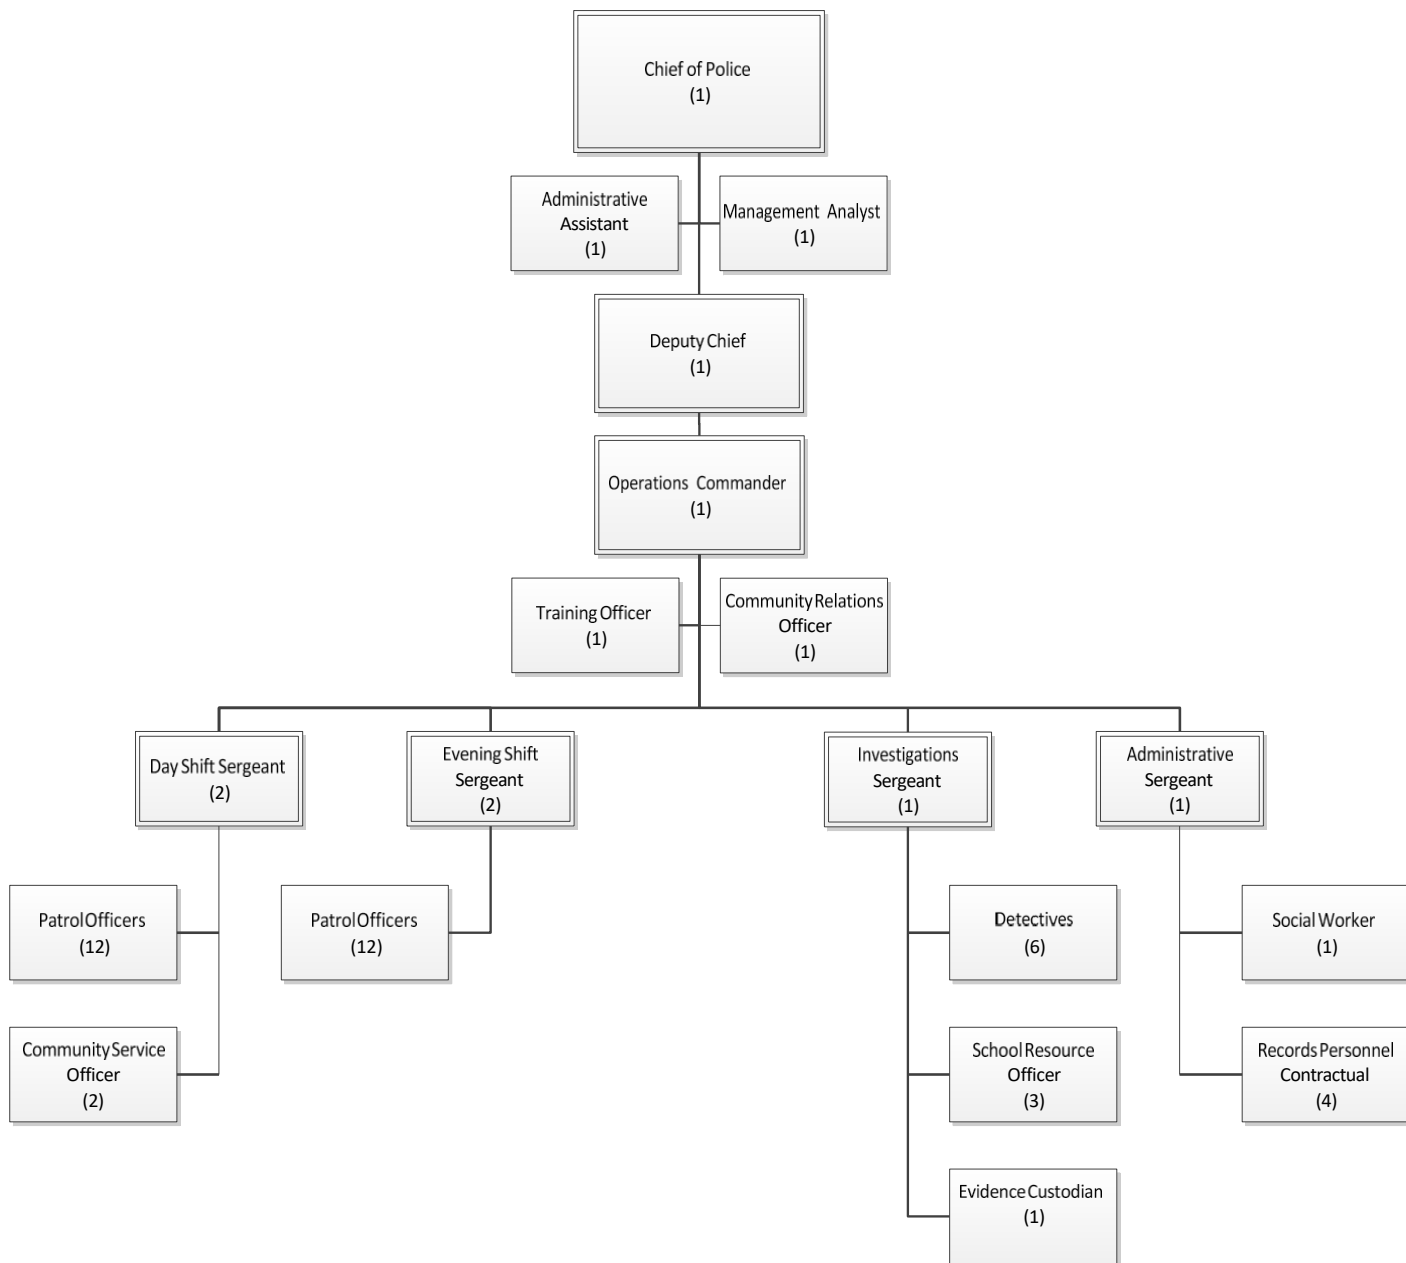 Chief of Police
(1)
Administrative
Assistant
(1)
Management Analyst
(1)
Deputy Chief
(1)
Operations Commander
(1)
Training Officer
(1)
Community Relations
Officer
(1)
Day Shift Sergeant
(2)
Evening Shift
Sergeant
(2)
Investigations
Sergeant
(1)
Administrative
Sergeant
(1)
Patrol Officers
(12)
Patrol Officers
(12)
Detectives
(6)
Social Worker
(1)
Community Service
Officer
(2)
School Resource
Officer
(3)
Records Personnel
Contractual
(4)
Evidence Custodian
(1)